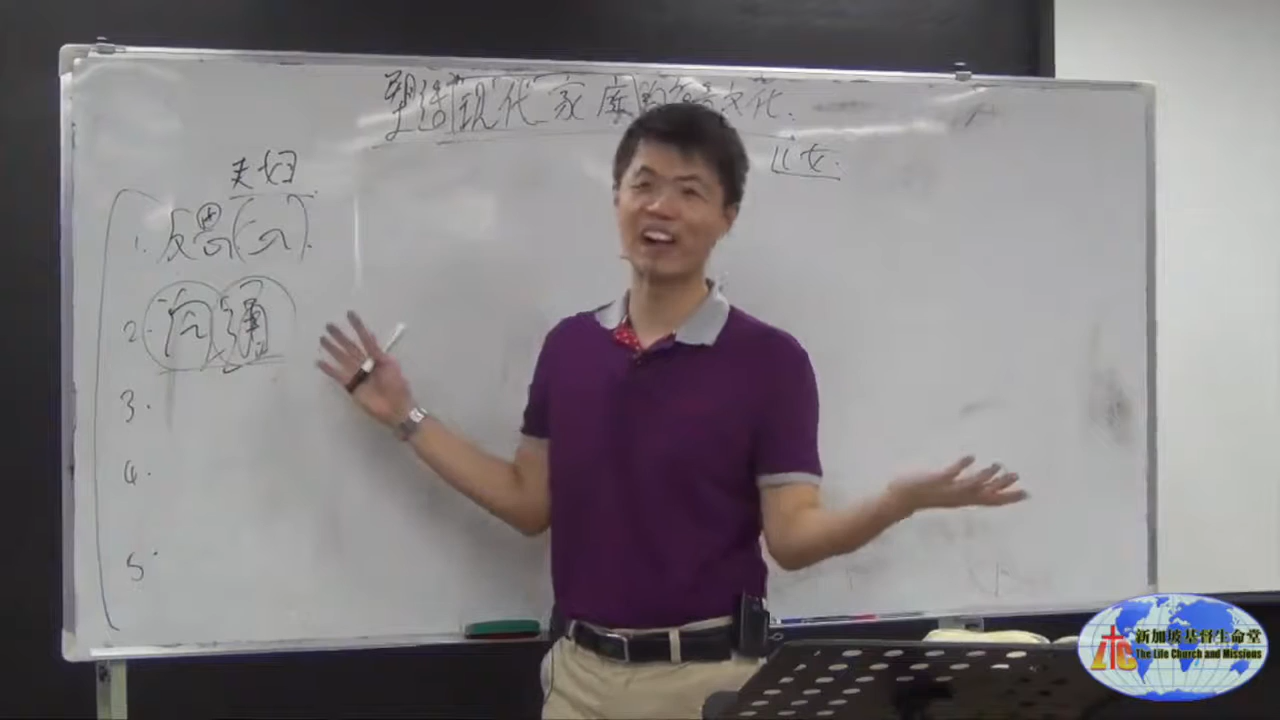 塑造现代家庭的文化.
夫妇
1. 反思(心).
2. 沟通
3.
4.
5.
新加坡基督生命堂
The Life Church and Missions